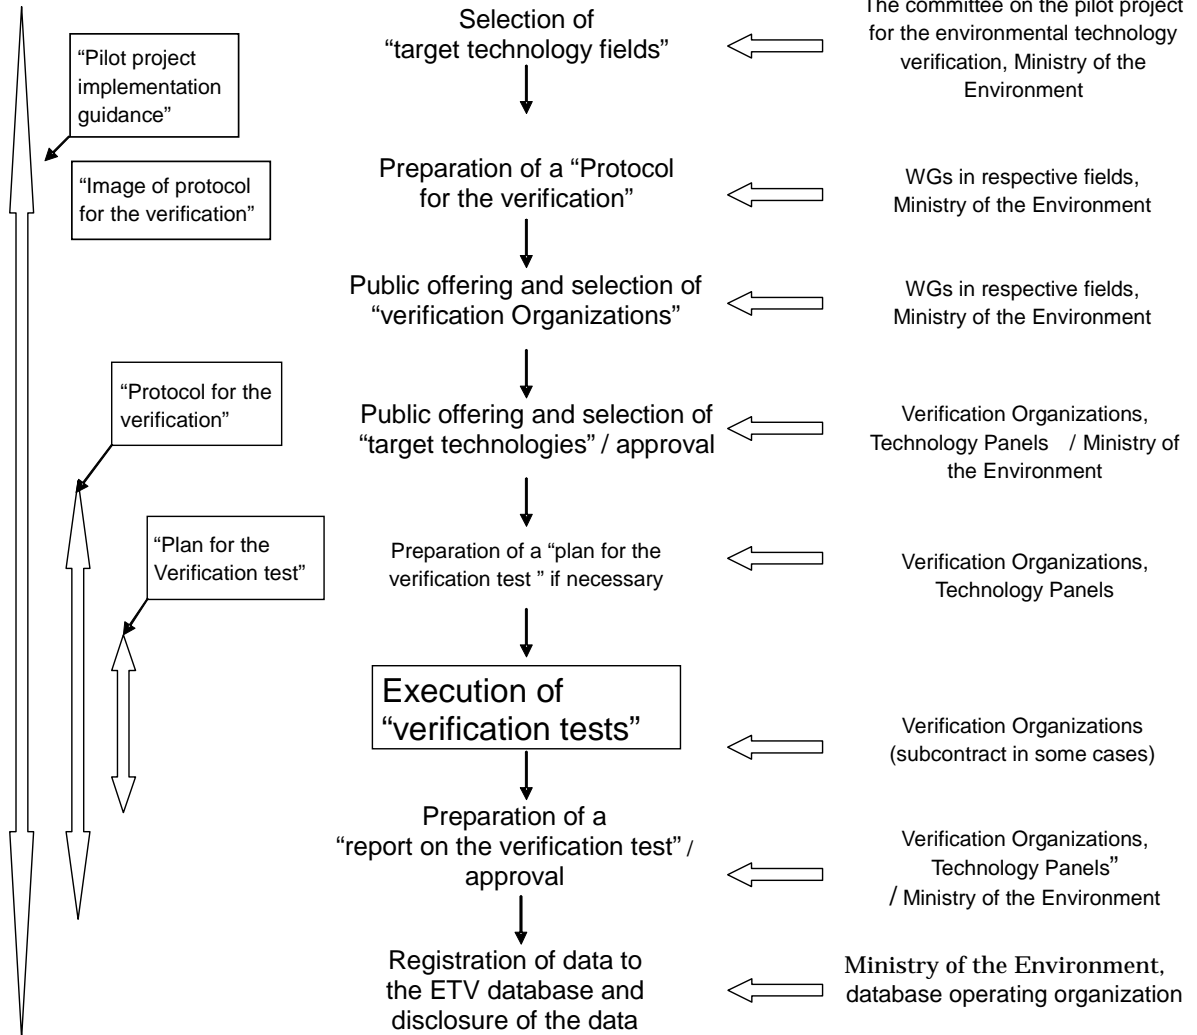 The committee on the pilot project
for the environmental technology
verification, Ministry of the
Environment
Selection of
“target technology fields”
“Pilot project
implementation
guidance”
“Image of protocol
for the verification”
Preparation of a “Protocol
for the verification”
WGs in respective fields,
Ministry of the Environment
Public offering and selection of
“verification Organizations”
WGs in respective fields,
Ministry of the Environment
“Protocol for the
verification”
Public offering and selection of
“target technologies” / approval
Verification Organizations,
Technology Panels / Ministry of
the Environment
“Plan for the
Verification test”
Preparation of a “plan for the
verification test ” if necessary
Verification Organizations,
Technology Panels
Execution of
“verification tests”
Verification Organizations
(subcontract in some cases)
Preparation of a
“report on the verification test” /
approval
Verification Organizations,
Technology Panels”
/ Ministry of the Environment
Registration of data to
the ETV database and
disclosure of the data
Ministry of the Environment,
database operating organization